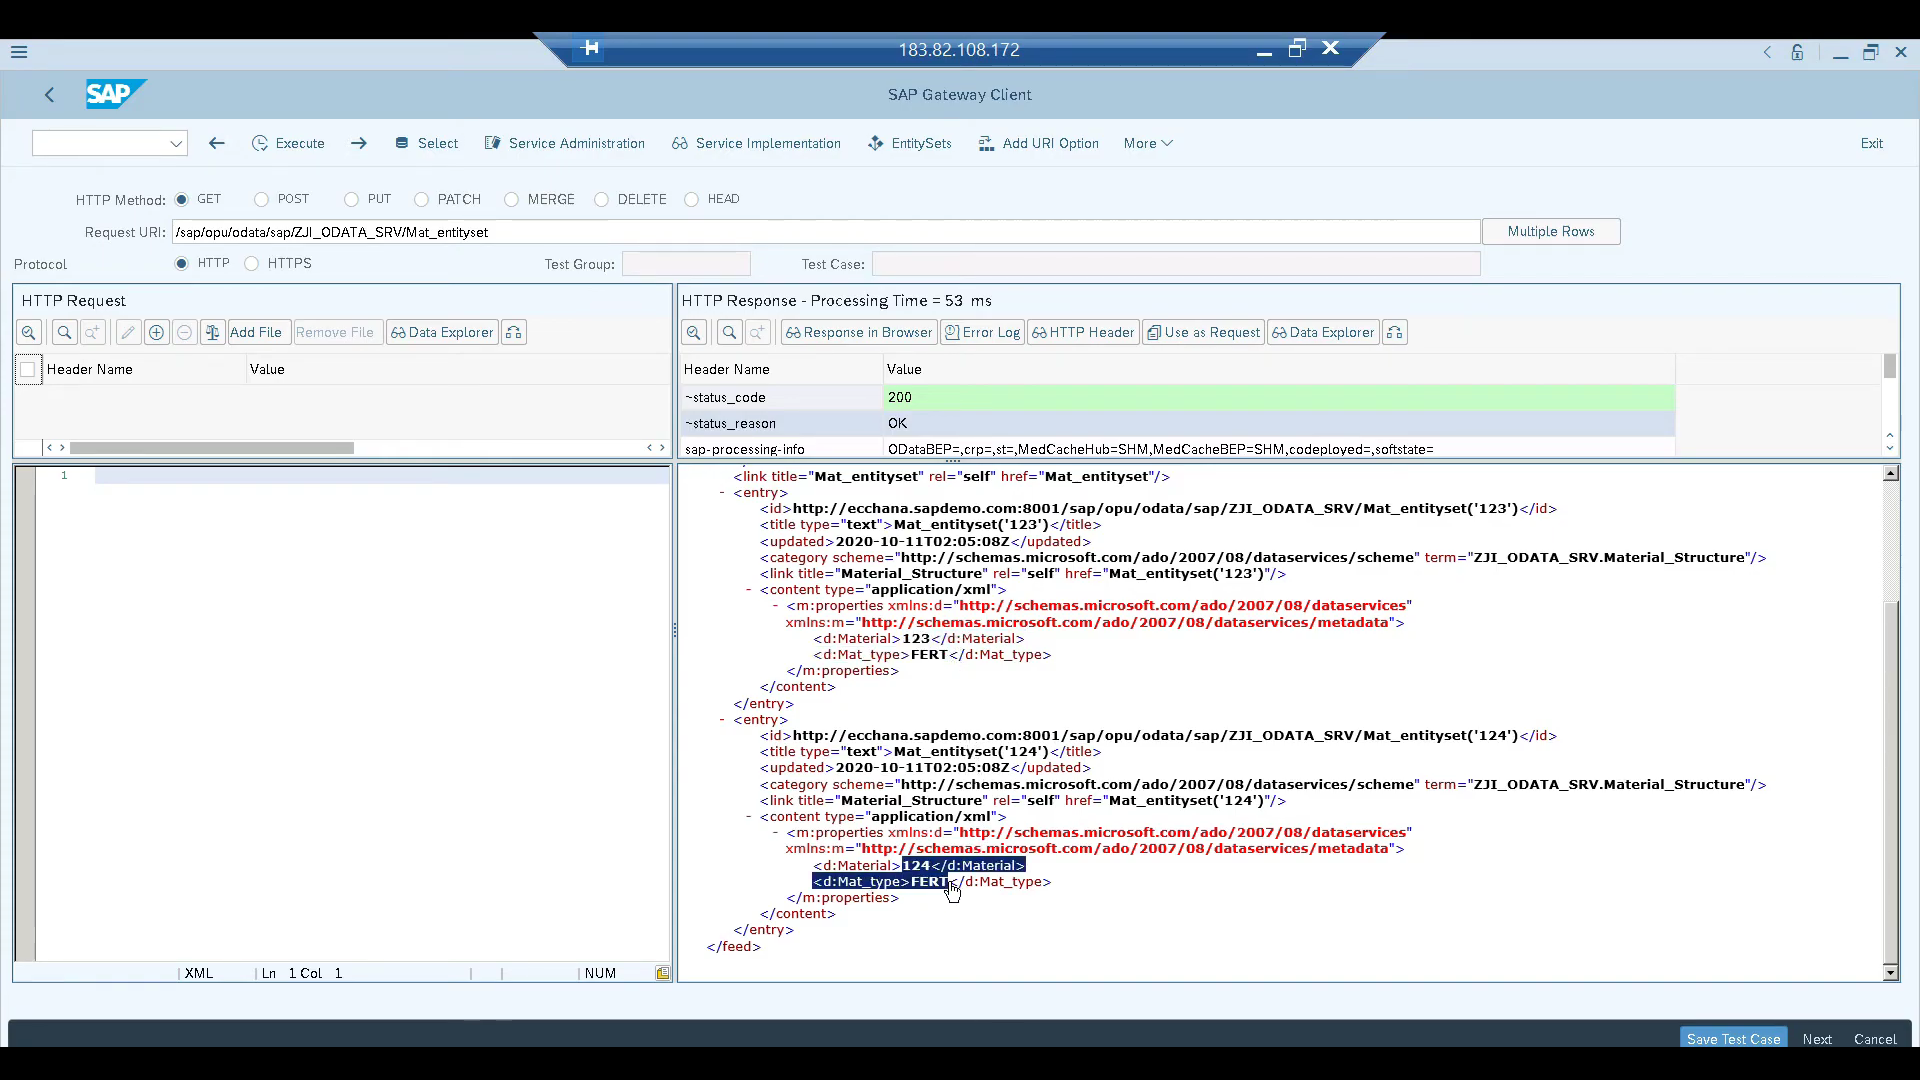 183.82.108.172
SAP
SAP Gateway Client
Execute Select Service Administration Service Implementation EntitySets Add URI Option More Exit
HTTP Method: GET POST PUT PATCH MERGE DELETE HEAD
Request URI: /sap/opu/odata/sap/ZJI_ODATA_SRV/Mat_entityset Multiple Rows
Protocol HTTP HTTPS Test Group: Test Case:
HTTP Request
Add File Remove File Data Explorer
Header Name Value
1
XML Ln 1 Col 1 NUM
HTTP Response - Processing Time = 53 ms
Response in Browser Error Log HTTP Header Use as Request Data Explorer
Header Name Value
~status_code 200
~status_reason OK
sap-processing-info ODataBEP=,crp=,st=,MedCacheHub=SHM,MedCacheBEP=SHM,codeployed=,softstate=
<link title="Mat_entityset" rel="self" href="Mat_entityset"/>
- <entry>
<id>http://ecchana.sapdemo.com:8001/sap/opu/odata/sap/ZJI_ODATA_SRV/Mat_entityset('123')</id>
<title type="text">Mat_entityset('123')</title>
<updated>2020-10-11T02:05:08Z</updated>
<category scheme="http://schemas.microsoft.com/ado/2007/08/dataservices/scheme" term="ZJI_ODATA_SRV.Material_Structure"/>
<link title="Material_Structure" rel="self" href="Mat_entityset('123')"/>
- <content type="application/xml">
- <m:properties xmlns:d="http://schemas.microsoft.com/ado/2007/08/dataservices"
xmlns:m="http://schemas.microsoft.com/ado/2007/08/dataservices/metadata">
<d:Material>123</d:Material>
<d:Mat_type>FERT</d:Mat_type>
</m:properties>
</content>
</entry>
- <entry>
<id>http://ecchana.sapdemo.com:8001/sap/opu/odata/sap/ZJI_ODATA_SRV/Mat_entityset('124')</id>
<title type="text">Mat_entityset('124')</title>
<updated>2020-10-11T02:05:08Z</updated>
<category scheme="http://schemas.microsoft.com/ado/2007/08/dataservices/scheme" term="ZJI_ODATA_SRV.Material_Structure"/>
<link title="Material_Structure" rel="self" href="Mat_entityset('124')"/>
- <content type="application/xml">
- <m:properties xmlns:d="http://schemas.microsoft.com/ado/2007/08/dataservices"
xmlns:m="http://schemas.microsoft.com/ado/2007/08/dataservices/metadata">
<d:Material>124</d:Material>
<d:Mat_type>FERT</d:Mat_type>
</m:properties>
</content>
</entry>
</feed>
Save Test Case Next Cancel